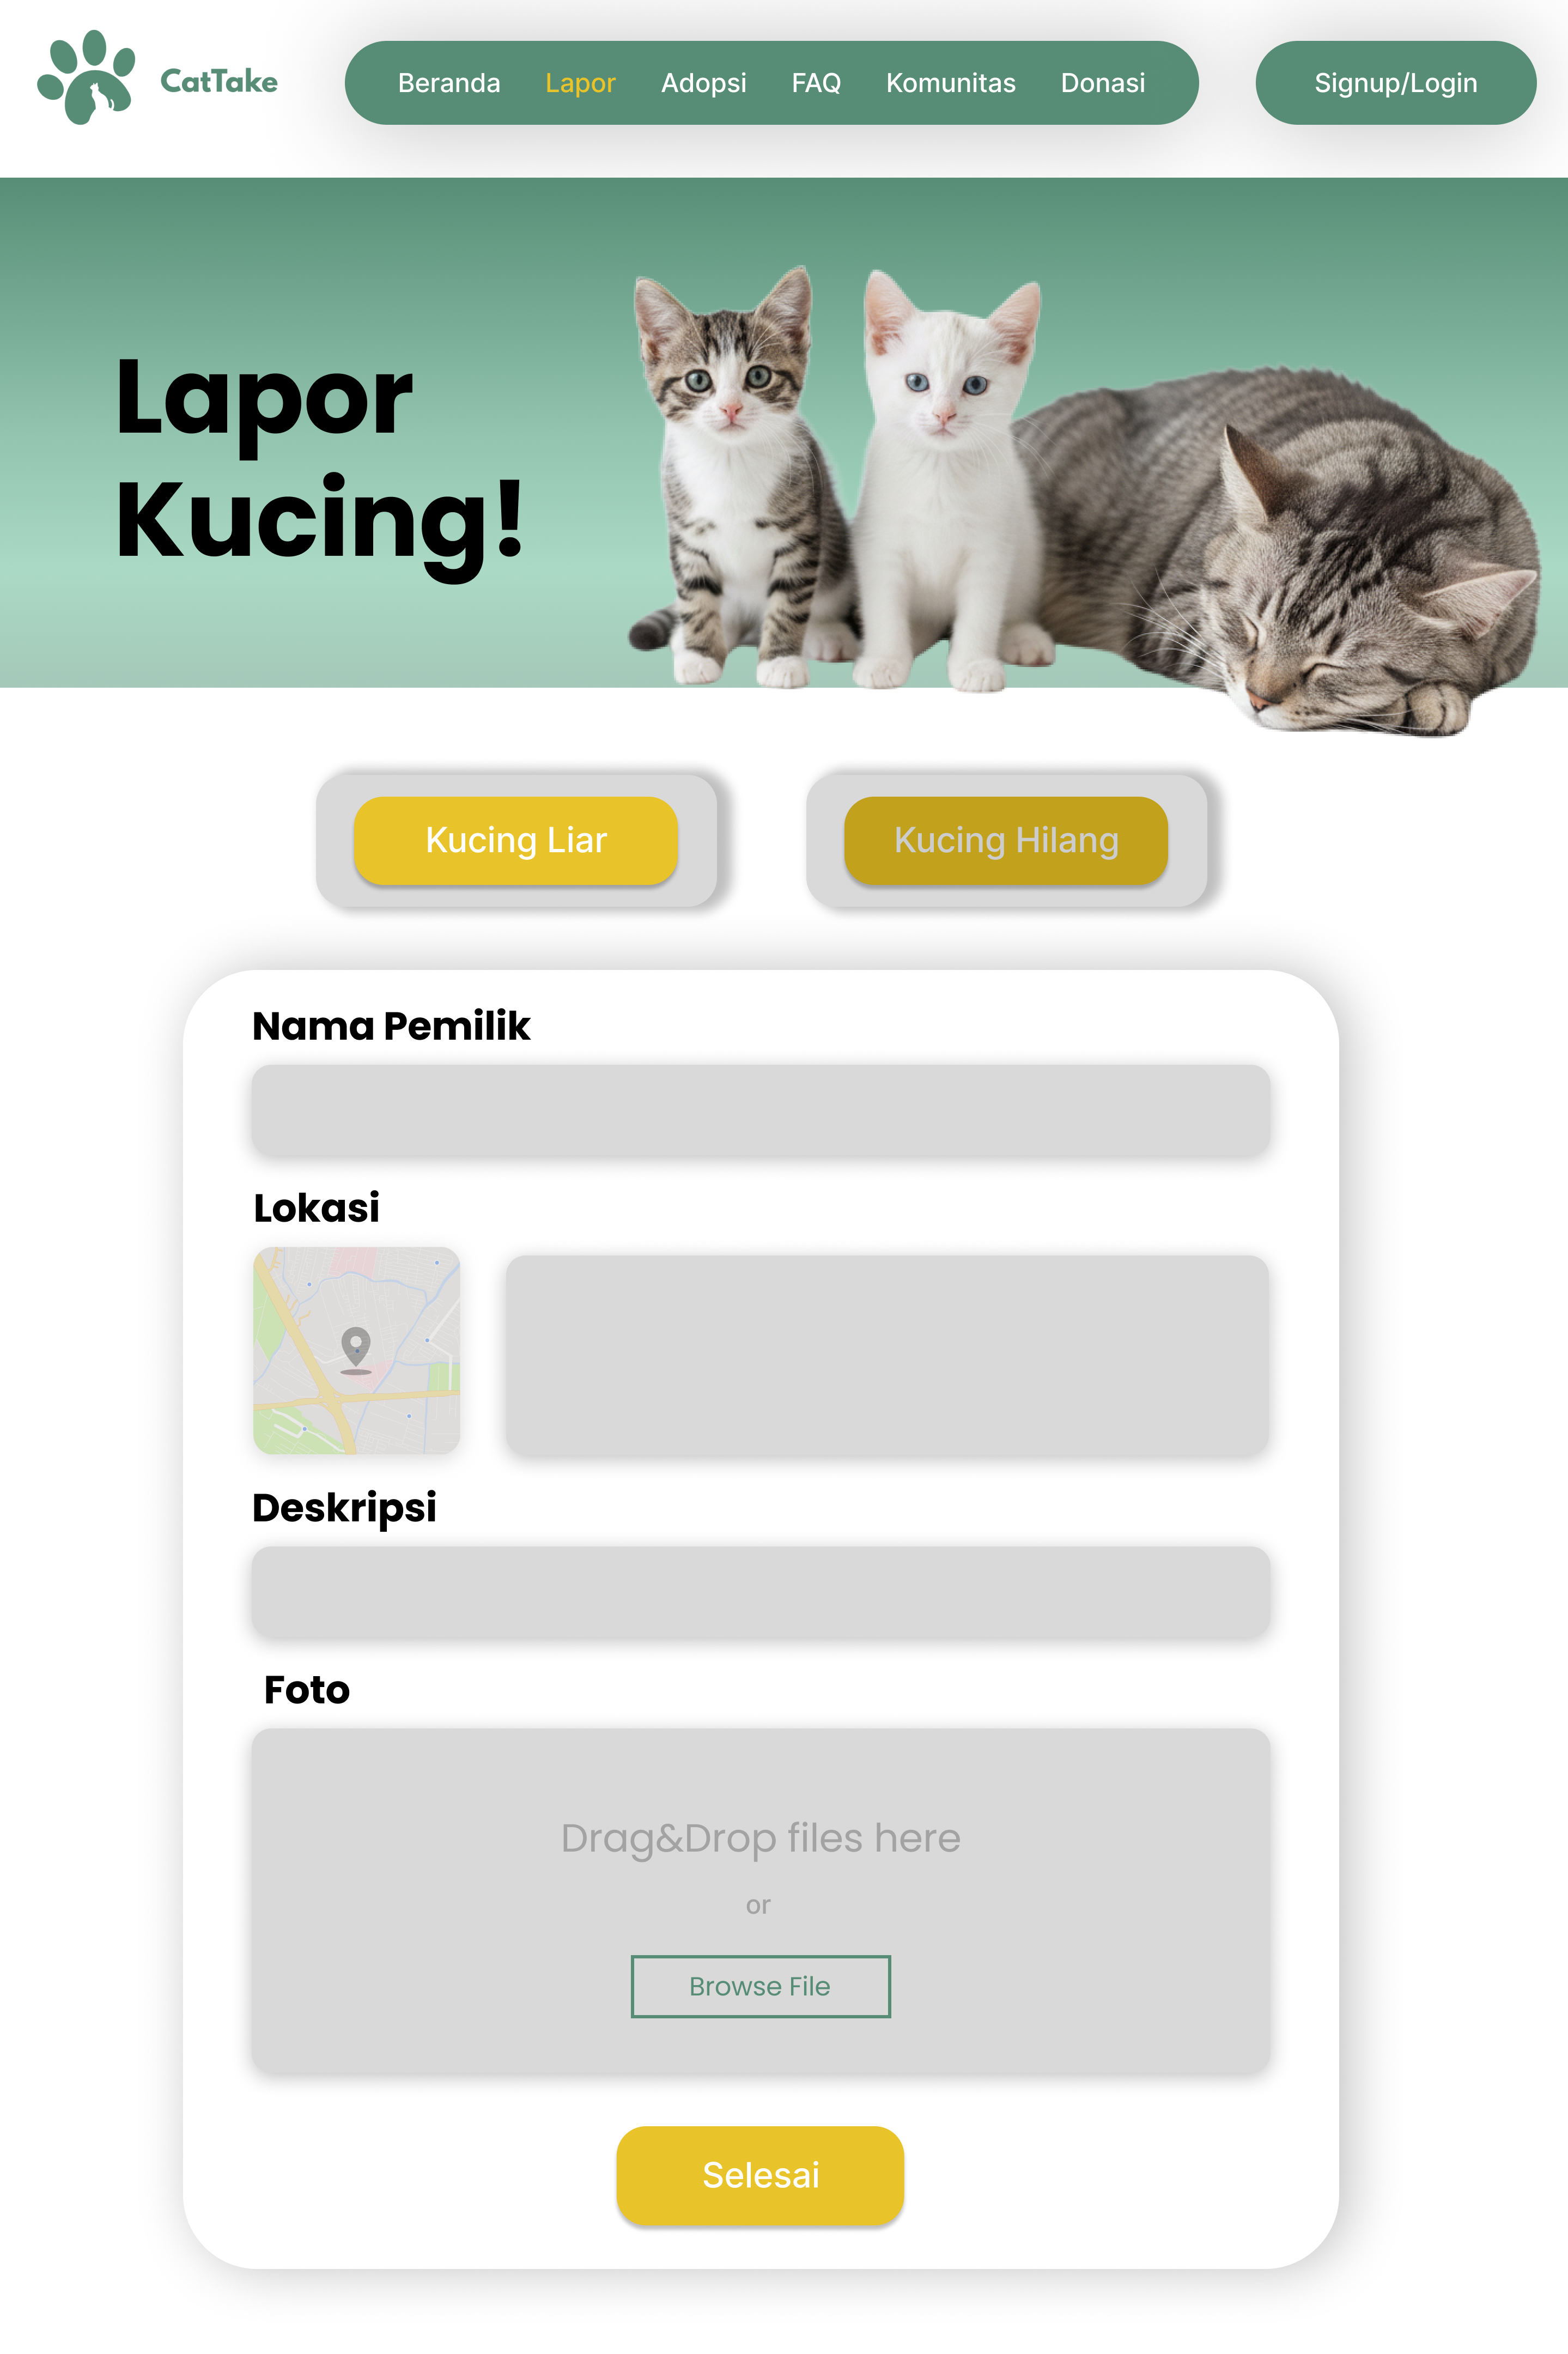 CatTake
Beranda Lapor Adopsi FAQ Komunitas Donasi
Signup/Login
Lapor
Kucing!
Kucing Liar
Kucing Hilang
Nama Pemilik
Lokasi
Deskripsi
Foto
Drag&Drop files here
or
Browse File
Selesai